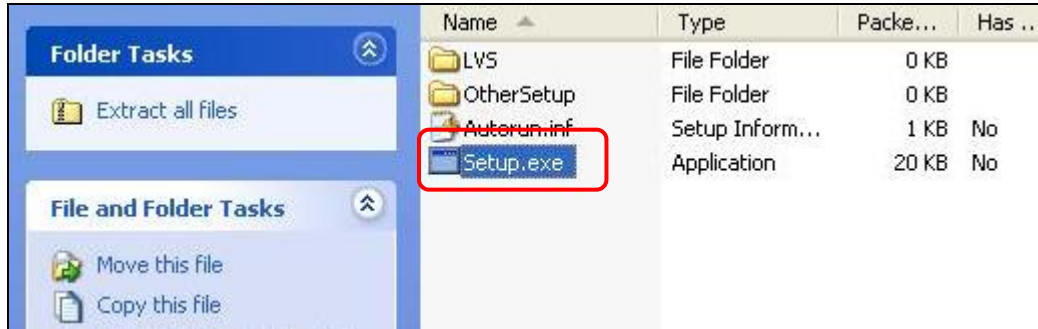 Folder Tasks
Extract all files
File and Folder Tasks
Move this file
Copy this file
Name Type Packe... Has ..
LVS File Folder 0 KB
OtherSetup File Folder 0 KB
Autorun.inf Setup Inform... 1 KB No
Setup.exe Application 20 KB No